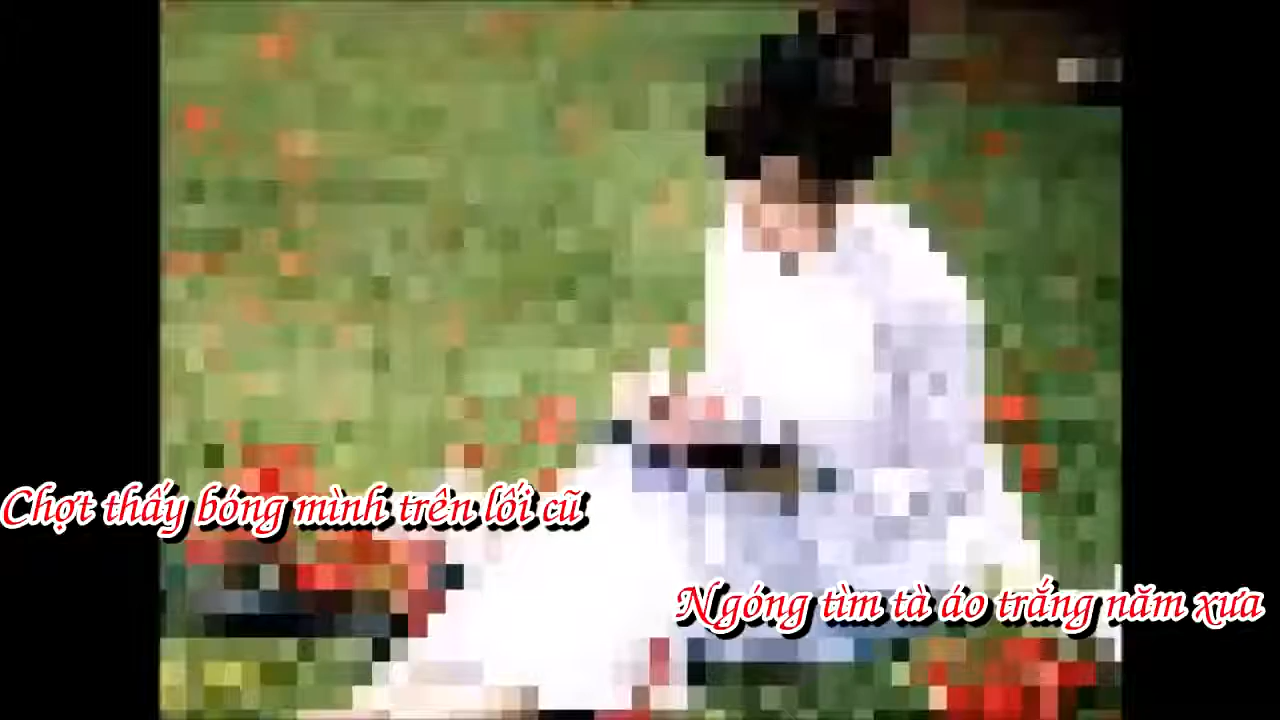 Chợt thấy bóng mình trên lối cũ
Ngóng tìm tà áo trắng năm xưa